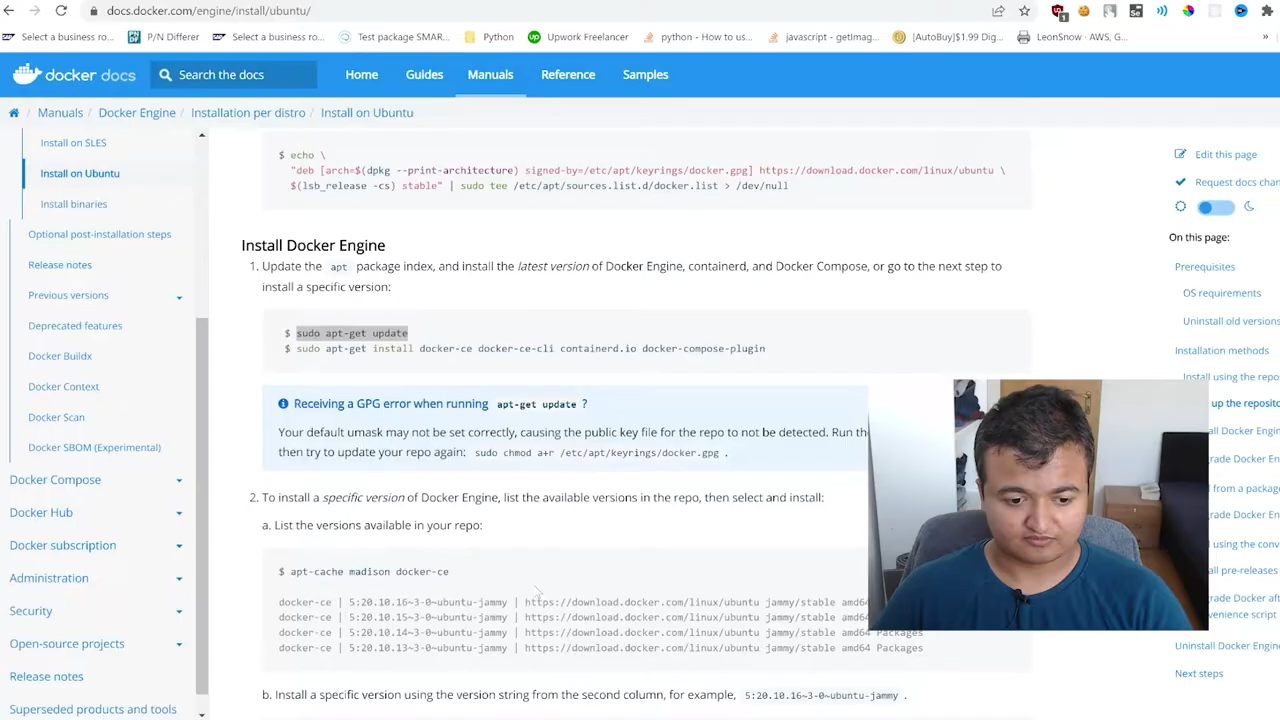 docs.docker.com/engine/install/ubuntu/
1
Select a business ro...
P/N Differ
Select a business ro...
Test package SMAR...
Python
Upwork Freelancer
python - How to us...
javascript - getImag...
[AutoBuy]$1.99 Dig...
LeonSnow · AWS, G...
»
docker docs
Search the docs
Home
Guides
Manuals
Reference
Samples
/ Manuals / Docker Engine / Installation per distro / Install on Ubuntu
Install on SLES
Install on Ubuntu
Install binaries
Optional post-installation steps
Release notes
Previous versions
Deprecated features
Docker Buildx
Docker Context
Docker Scan
Docker SBOM (Experimental)
Docker Compose
Docker Hub
Docker subscription
Administration
Security
Open-source projects
Release notes
Superseded products and tools
$ echo \
"deb [arch=$(dpkg --print-architecture) signed-by=/etc/apt/keyrings/docker.gpg] https://download.docker.com/linux/ubuntu \
$(lsb_release -cs) stable" | sudo tee /etc/apt/sources.list.d/docker.list > /dev/null
Install Docker Engine
1. Update the apt package index, and install the latest version of Docker Engine, containerd, and Docker Compose, or go to the next step to
install a specific version:
$ sudo apt-get update
$ sudo apt-get install docker-ce docker-ce-cli containerd.io docker-compose-plugin
Receiving a GPG error when running apt-get update ?
Your default umask may not be set correctly, causing the public key file for the repo to not be detected. Run the
then try to update your repo again: sudo chmod a+r /etc/apt/keyrings/docker.gpg .
2. To install a specific version of Docker Engine, list the available versions in the repo, then select and install:
a. List the versions available in your repo:
$ apt-cache madison docker-ce
docker-ce | 5:20.10.16~3-0~ubuntu-jammy | https://download.docker.com/linux/ubuntu jammy/stable amd64
docker-ce | 5:20.10.15~3-0~ubuntu-jammy | https://download.docker.com/linux/ubuntu jammy/stable amd64
docker-ce | 5:20.10.14~3-0~ubuntu-jammy | https://download.docker.com/linux/ubuntu jammy/stable amd64 Packages
docker-ce | 5:20.10.13~3-0~ubuntu-jammy | https://download.docker.com/linux/ubuntu jammy/stable amd64 Packages
b. Install a specific version using the version string from the second column, for example, 5:20.10.16~3-0~ubuntu-jammy .
Edit this page
Request docs chan
On this page:
Prerequisites
OS requirements
Uninstall old versions
Installation methods
Install using the repo
up the reposito
all Docker Engin
rade Docker En
l from a package
rade Docker En
l using the conv
all pre-releases
rade Docker afte
venience script
Uninstall Docker Engine
Next steps